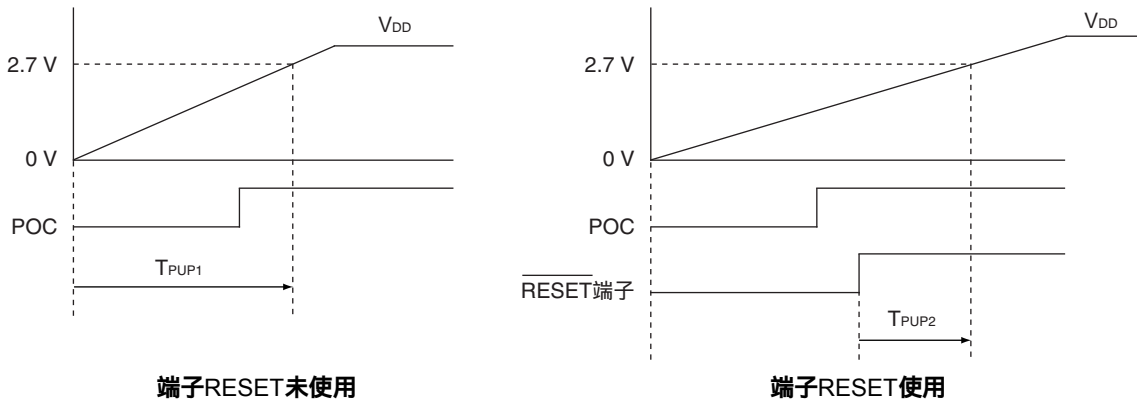 VDD
2.7 V
0 V
POC
TPUP1
端子RESET未使用
VDD
2.7 V
0 V
POC
RESET端子
TPUP2
端子RESET使用